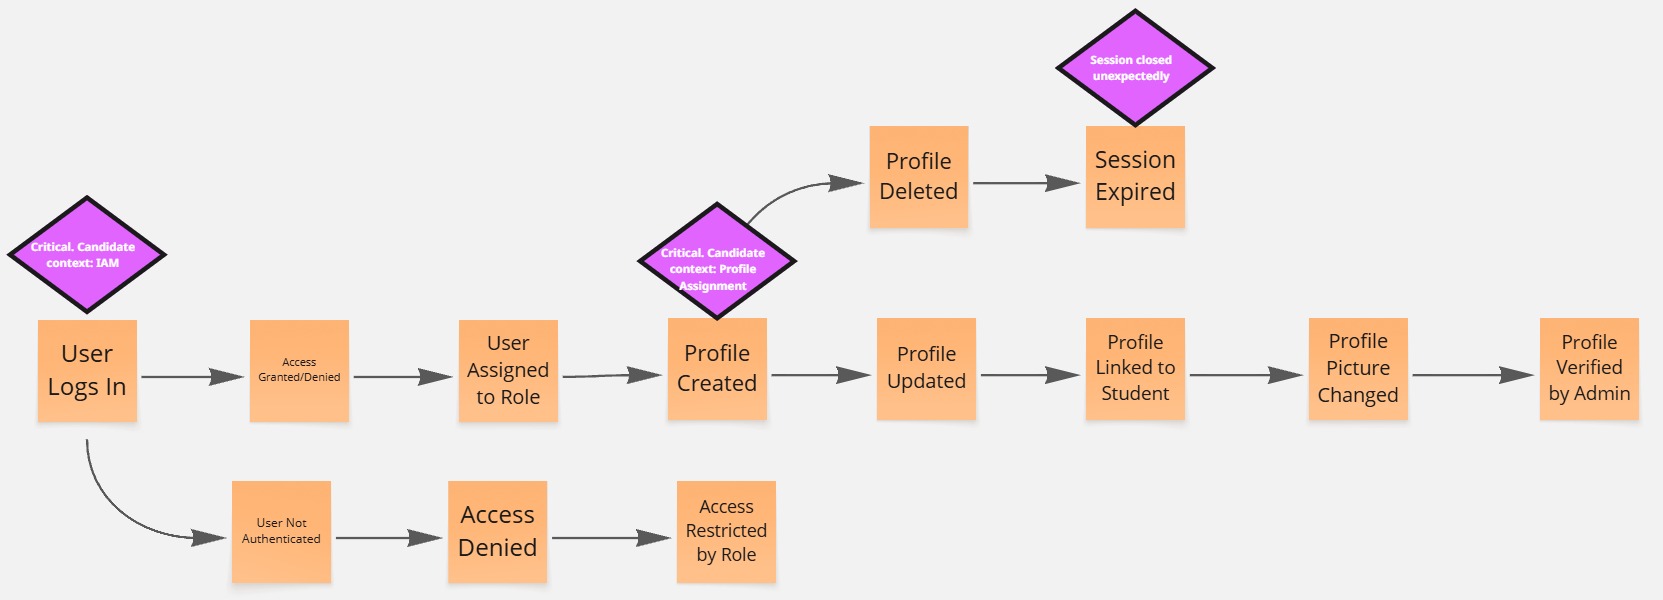 Session closed
unexpectedly
Profile
Deleted
Session
Expired
Critical. Candidate
context: IAM
Critical. Candidate
context: Profile
Assignment
User
Logs In
Access
Granted/Denied
User
Assigned
to Role
Profile
Created
Profile
Updated
Profile
Linked to
Student
Profile
Picture
Changed
Profile
Verified
by Admin
User Not
Authenticated
Access
Denied
Access
Restricted
by Role